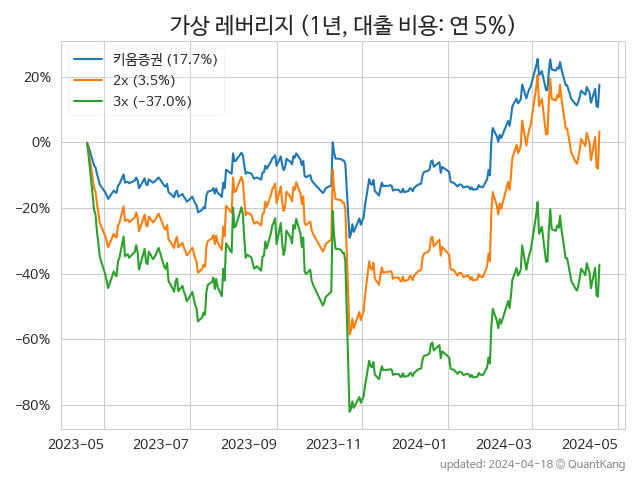 가상 레버리지 (1년, 대출 비용: 연 5%)
키움증권 (17.7%)
2x (3.5%)
3x (−37.0%)
20%
0%
−20%
−40%
−60%
−80%
2023-05 2023-07 2023-09 2023-11 2024-01 2024-03 2024-05
updated: 2024-04-18 © QuantKang